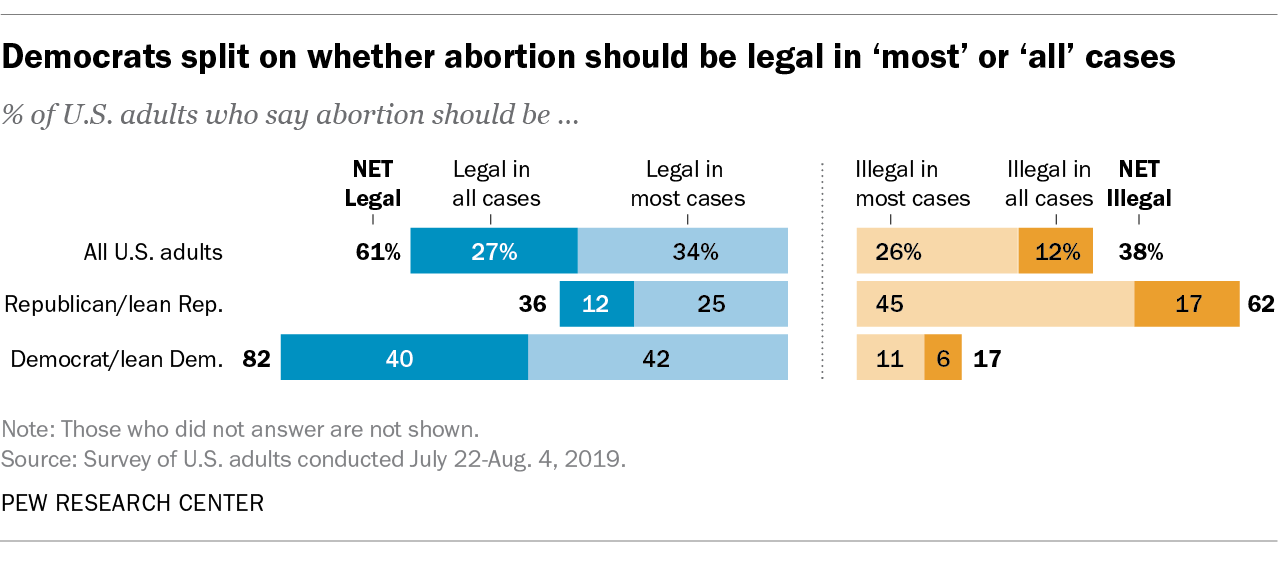 Democrats split on whether abortion should be legal in ‘most’ or ‘all’ cases
% of U.S. adults who say abortion should be ...
NET Legal in Legal in Illegal in Illegal in NET
Legal all cases most cases most cases all cases Illegal
All U.S. adults 61% 27% 34% 26% 12% 38%
Republican/lean Rep. 36 12 25 45 17 62
Democrat/lean Dem. 82 40 42 11 6 17
Note: Those who did not answer are not shown.
Source: Survey of U.S. adults conducted July 22-Aug. 4, 2019.
PEW RESEARCH CENTER